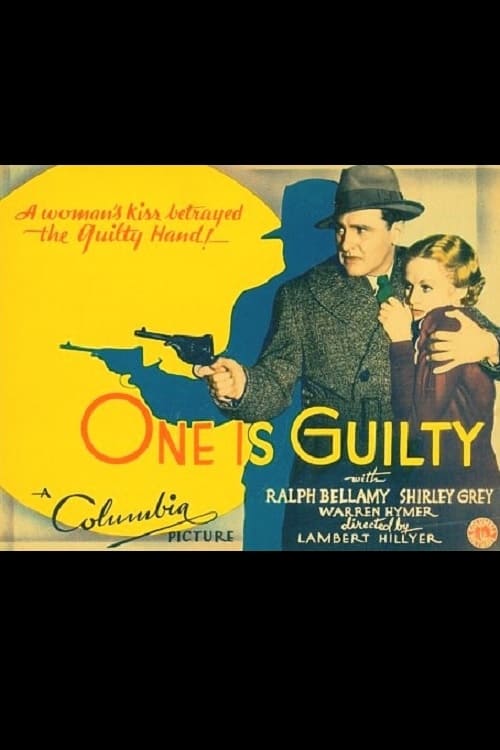 A woman's kiss betrayed
the Guilty Hand!
ONE IS GUILTY
with
RALPH BELLAMY SHIRLEY GREY
WARREN HYMER
directed by
LAMBERT HILLYER
A
Columbia
PICTURE